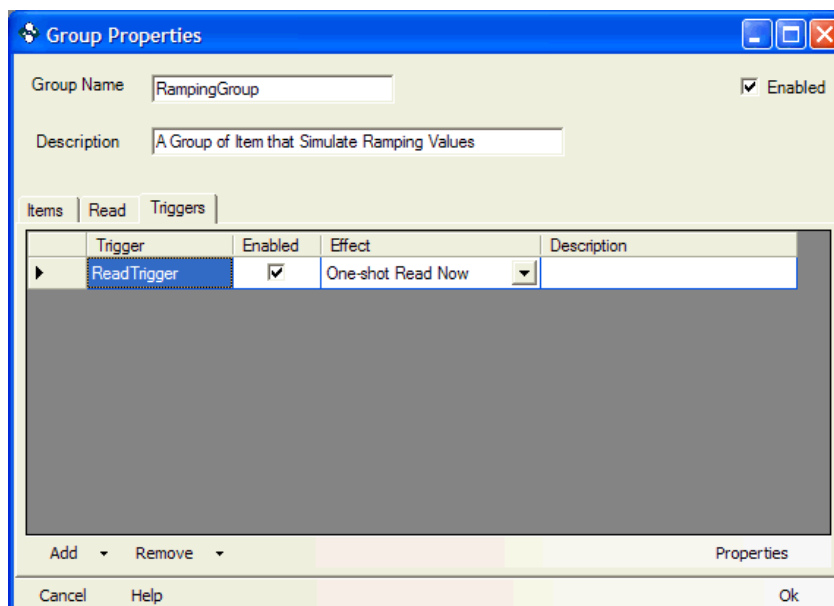 Group Properties
Group Name RampingGroup Enabled
Description A Group of Item that Simulate Ramping Values
Items Read Triggers
Trigger Enabled Effect Description
ReadTrigger One-shot Read Now
Add Remove Properties
Cancel Help Ok